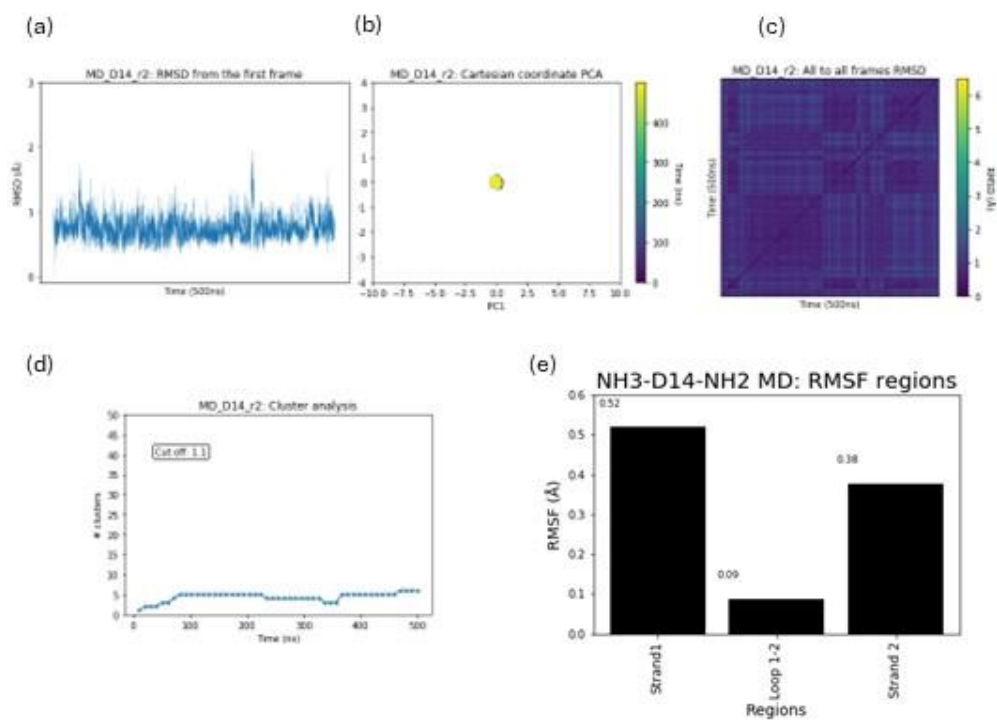 (a)
(b)
(c)
MD_D14_r2: RMSD from the first frame
MD_D14_r2: Cartesian coordinate PCA
MD_D14_r2: All to all frames RMSD
3
2
1
0
RMSD (Å)
Time (500ns)
4
3
2
1
0
-1
-2
-3
-4
-10.0 -7.5 -5.0 -2.5 0.0 2.5 5.0 7.5 10.0
PC1
400
300
200
100
0
Time (ns)
Time (500ns)
Time (500ns)
6
5
4
3
2
1
0
RMSD (Å)
(d)
MD_D14_r2: Cluster analysis
Cut off 1.1
50
45
40
35
30
25
20
15
10
5
0
# clusters
0 100 200 300 400 500
Time (ns)
(e)
NH3-D14-NH2 MD: RMSF regions
0.6
0.5
0.4
0.3
0.2
0.1
0.0
RMSF (Å)
0.52
0.09
0.38
Strand1
Loop 1-2
Strand 2
Regions